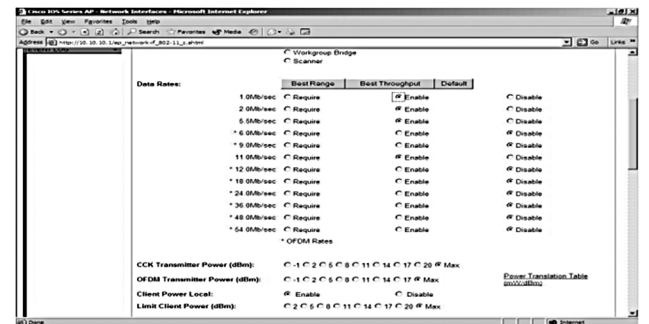 Cisco IOS Series AP - Network Interfaces - Microsoft Internet Explorer
File Edit View Favorites Tools Help
Back Search Favorites Media
Address http://10.10.10.1/ap_network-if_802-11_c.shtml Go Links »
Workgroup Bridge
Scanner
Data Rates: Best Range Best Throughput Default
1.0Mb/sec Require Enable Disable
2.0Mb/sec Require Enable Disable
5.5Mb/sec Require Enable Disable
* 6.0Mb/sec Require Enable Disable
* 9.0Mb/sec Require Enable Disable
11.0Mb/sec Require Enable Disable
* 12.0Mb/sec Require Enable Disable
* 18.0Mb/sec Require Enable Disable
* 24.0Mb/sec Require Enable Disable
* 36.0Mb/sec Require Enable Disable
* 48.0Mb/sec Require Enable Disable
* 54.0Mb/sec Require Enable Disable
* OFDM Rates
CCK Transmitter Power (dBm): -1 2 5 8 11 14 17 20 Max
OFDM Transmitter Power (dBm): -1 2 5 8 11 14 17 Max Power Translation Table
(mW/dBm)
Client Power Local: Enable Disable
Limit Client Power (dBm): 2 5 8 11 14 17 20 Max
Done Internet